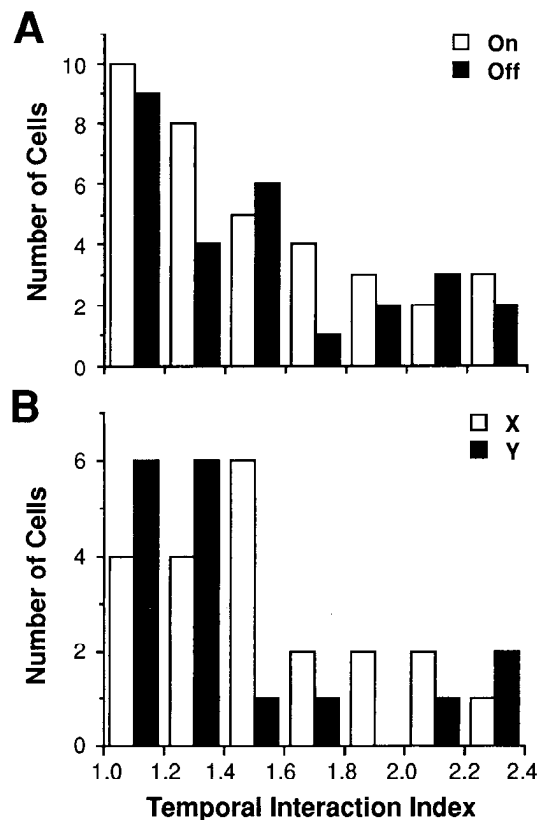 A
On
Off
Number of Cells
10
8
6
4
2
0
B
X
Y
Number of Cells
6
4
2
0
1.0 1.2 1.4 1.6 1.8 2.0 2.2 2.4
Temporal Interaction Index